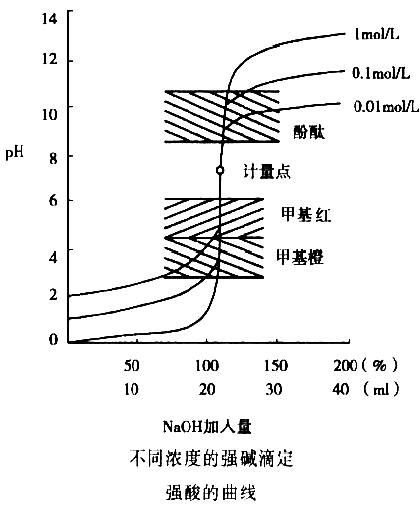 14
12
10
8
6
4
2
0
pH
1mol/L
0.1mol/L
0.01mol/L
酚酞
计量点
甲基红
甲基橙
50 100 150 200(%)
10 20 30 40(ml)
NaOH加人量
不同浓度的强碱滴定
强酸的曲线